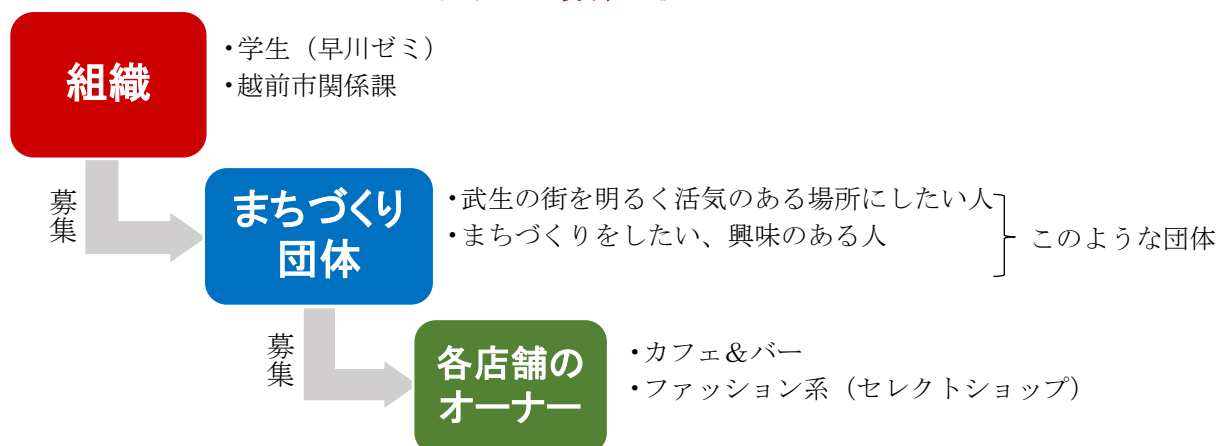 組織
・学生（早川ゼミ）
・越前市関係課
募集
まちづくり
団体
・武生の街を明るく活気のある場所にしたい人
・まちづくりをしたい、興味のある人
このような団体
募集
各店舗の
オーナー
・カフェ＆バー
・ファッション系（セレクトショップ）